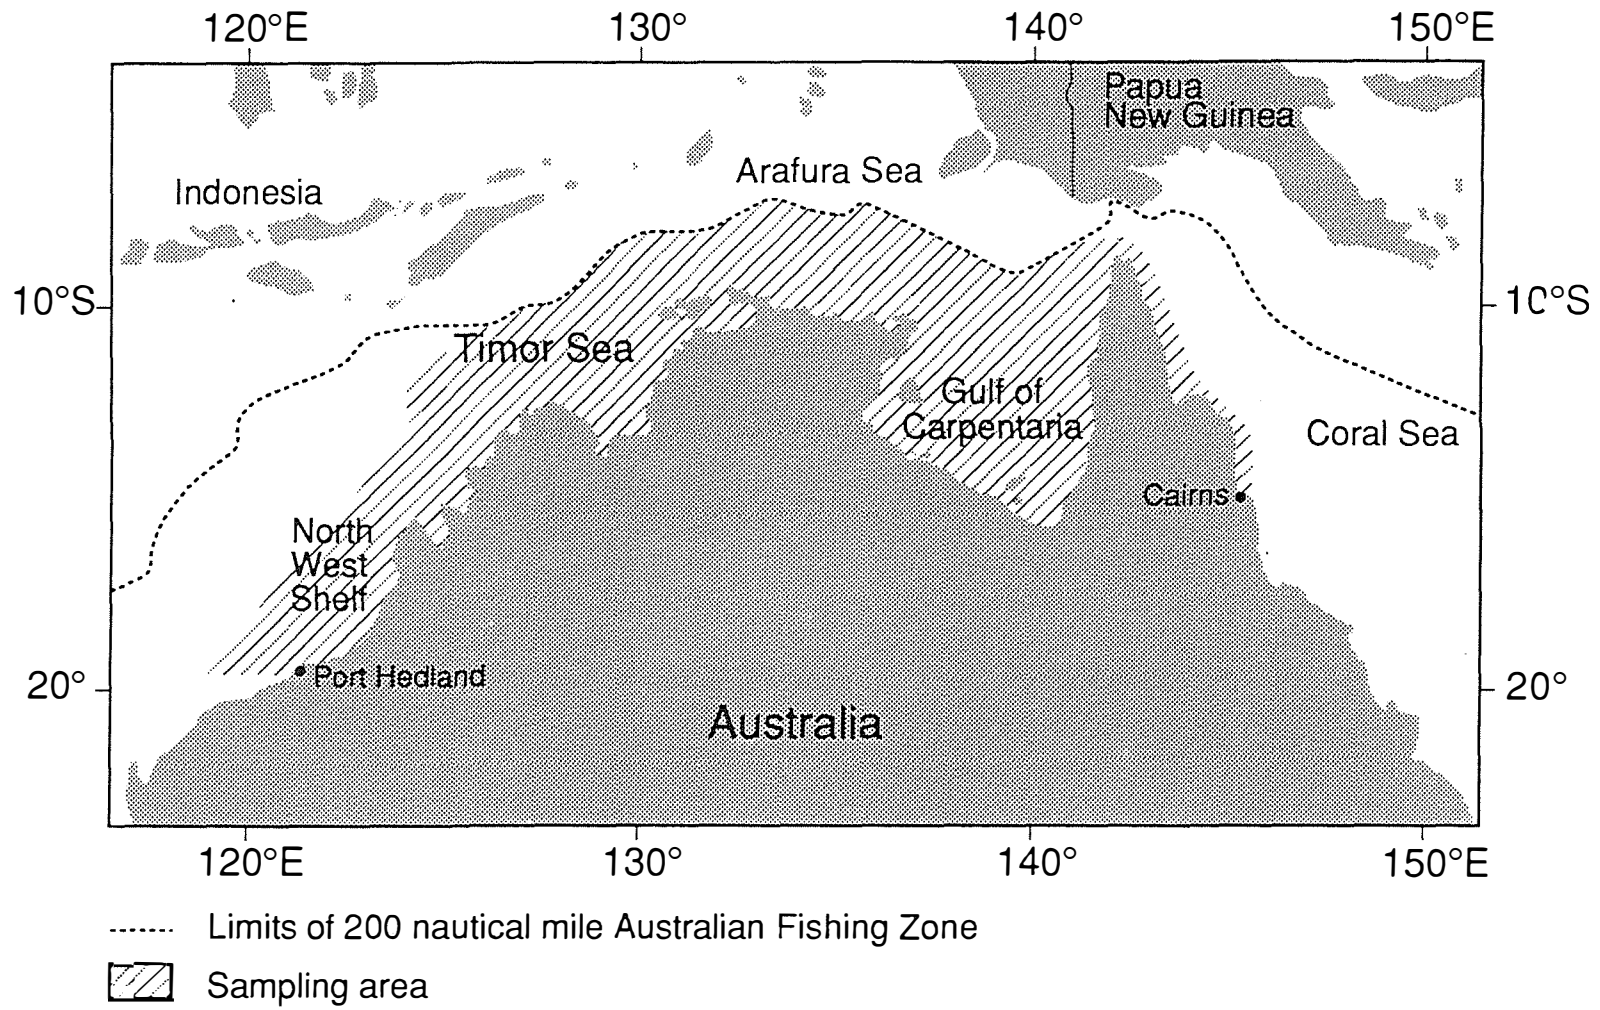 120°E 130° 140° 150°E
Papua
New Guinea
Arafura Sea
Indonesia
10°S 10°S
Timor Sea
Gulf of
Carpentaria
Coral Sea
Cairns
North
West
Shelf
Port Hedland
20° 20°
Australia
120°E 130° 140° 150°E
Limits of 200 nautical mile Australian Fishing Zone
Sampling area